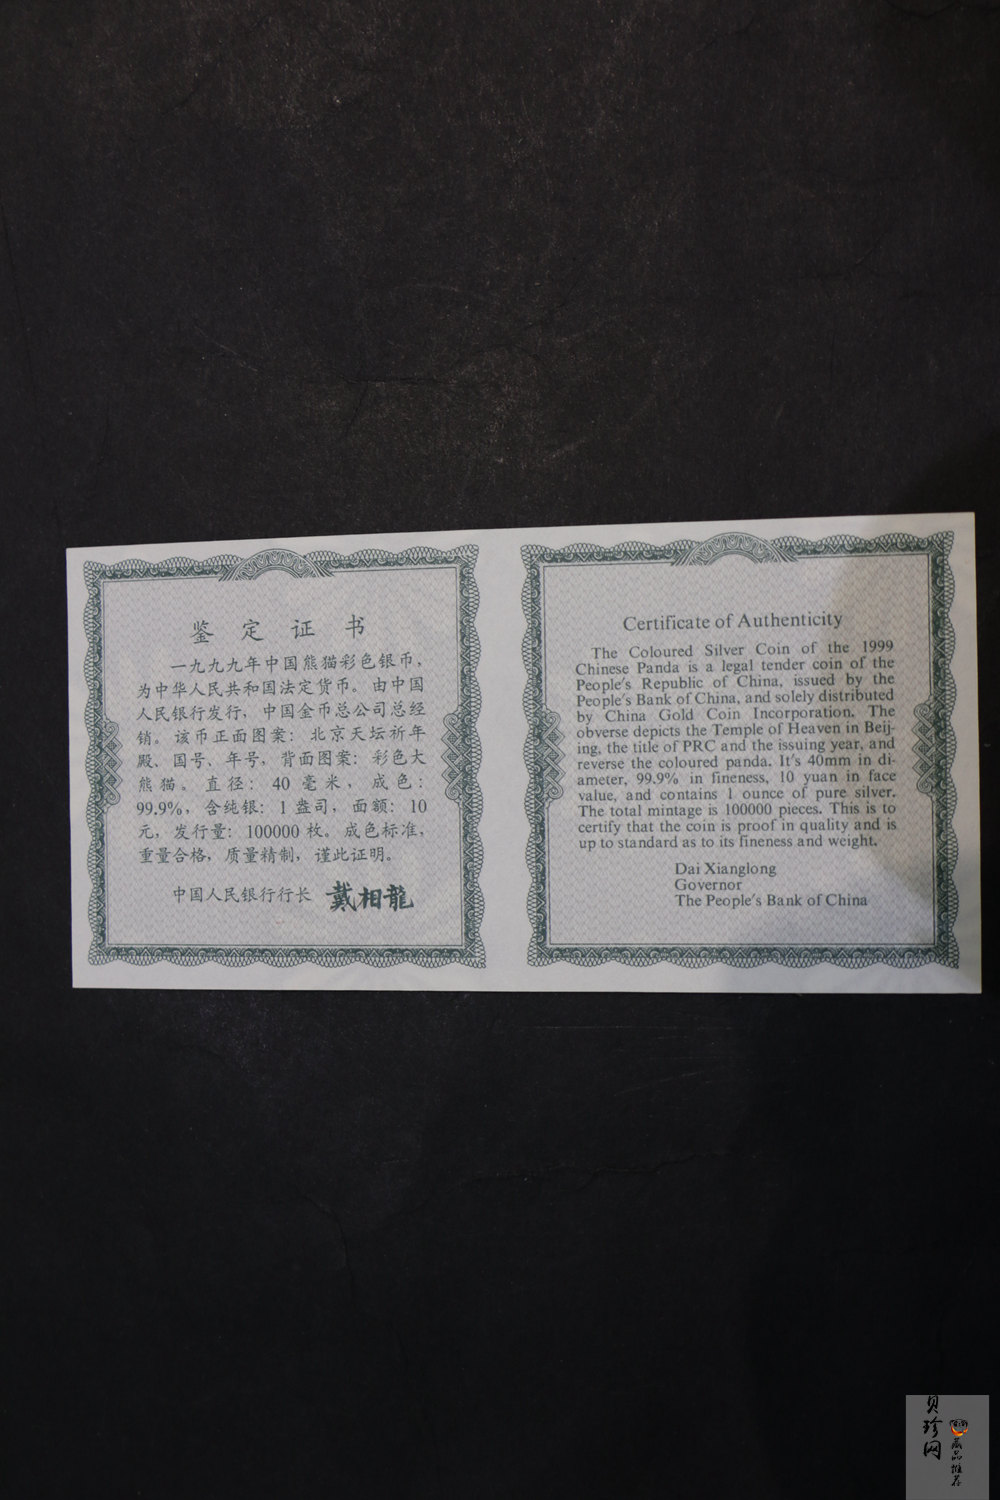 鉴定证书
一九九九年中国熊猫彩色银币，
为中华人民共和国法定货币。由中国
人民银行发行，中国金币总公司总经
销。该币正面图案：北京天坛祈年
殿、国号、年号，背面图案：彩色大
熊猫。直径：40毫米，成色：
99.9%，含纯银：1盎司，面额：10
元，发行量：100000枚。成色标准，
重量合格，质量精制，谨此证明。
中国人民银行行长 戴相龍
Certificate of Authenticity
The Coloured Silver Coin of the 1999
Chinese Panda is a legal tender coin of the
People's Republic of China, issued by the
People's Bank of China, and solely distributed
by China Gold Coin Incorporation. The
obverse depicts the Temple of Heaven in Beij-
ing, the title of PRC and the issuing year, and
reverse the coloured panda. It's 40mm in di-
ameter, 99.9% in fineness, 10 yuan in face
value, and contains 1 ounce of pure silver.
The total mintage is 100000 pieces. This is to
certify that the coin is proof in quality and is
up to standard as to its fineness and weight.
Dai Xianglong
Governor
The People's Bank of China
贝珍网
藏品推荐